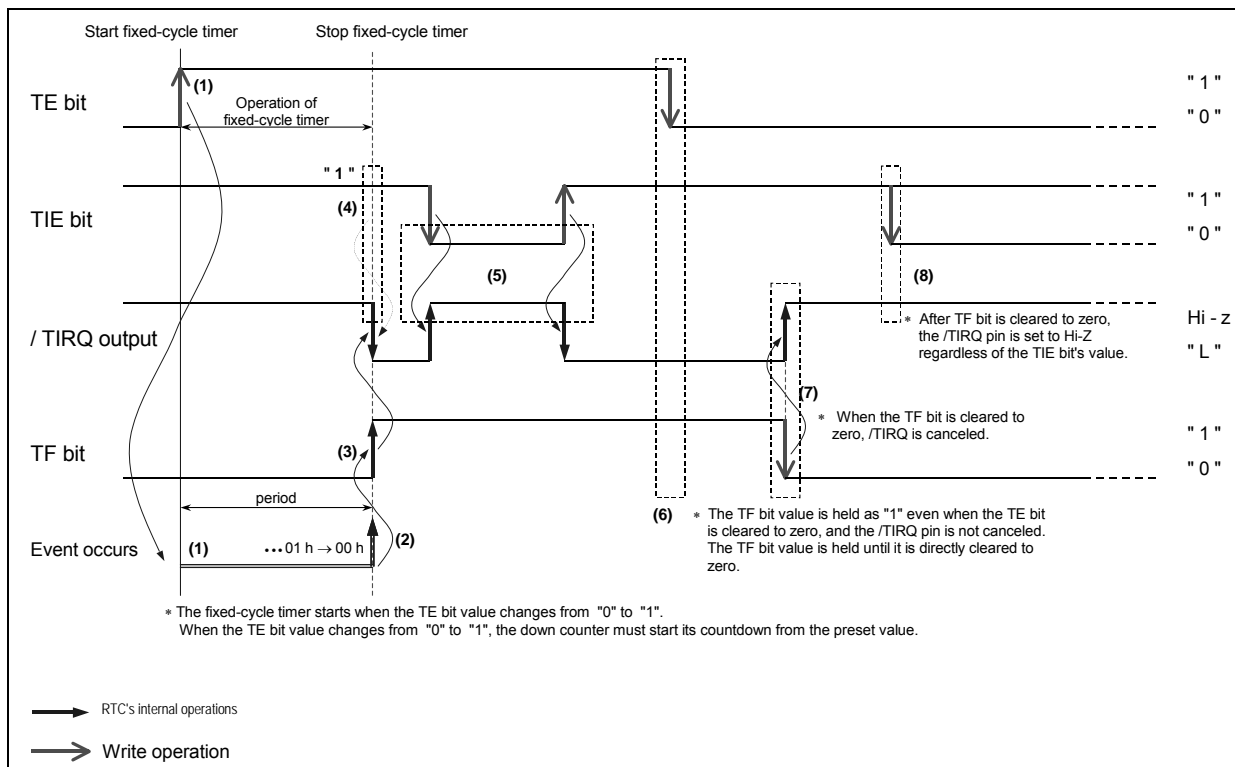 Start fixed-cycle timer
Stop fixed-cycle timer
(1)
" 1 "
TE bit
Operation of
fixed-cycle timer
" 0 "
" 1 "
TIE bit
(4)
" 1 "
" 0 "
(5)
(8)
/ TIRQ output
Hi - z
" L "
* After TF bit is cleared to zero,
the /TIRQ pin is set to Hi-Z
regardless of the TIE bit's value.
(7)
* When the TF bit is cleared to
zero, /TIRQ is canceled.
TF bit
(3)
" 1 "
" 0 "
period
(6)
* The TF bit value is held as "1" even when the TE bit
is cleared to zero, and the /TIRQ pin is not canceled.
The TF bit value is held until it is directly cleared to
zero.
Event occurs
(1)
•••01 h → 00 h
(2)
* The fixed-cycle timer starts when the TE bit value changes from "0" to "1".
When the TE bit value changes from "0" to "1", the down counter must start its countdown from the preset value.
RTC's internal operations
Write operation